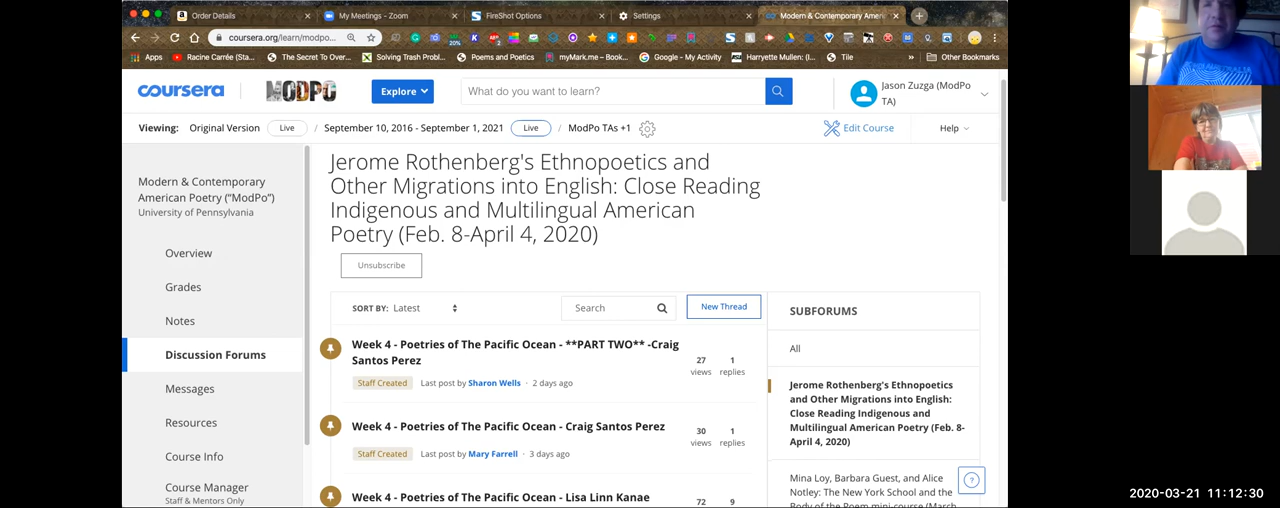 Order Details
My Meetings - Zoom
FireShot Options
Settings
Modern & Contemporary Ameri
coursera.org/learn/modpo...
20%
Apps
Racine Carrée (Sta...
The Secret To Over...
Solving Trash Probl...
Poems and Poetics
myMark.me – Book...
Google - My Activity
Harryette Mullen: (I...
Tile
»
Other Bookmarks
coursera
MODPO
Explore
What do you want to learn?
Jason Zuzga (ModPo
TA)
Viewing:
Original Version
Live
/
September 10, 2016 - September 1, 2021
Live
/
ModPo TAs +1
Edit Course
Help
Modern & Contemporary
American Poetry (“ModPo”)
University of Pennsylvania
Overview
Grades
Notes
Discussion Forums
Messages
Resources
Course Info
Course Manager
Staff & Mentors Only
Jerome Rothenberg's Ethnopoetics and
Other Migrations into English: Close Reading
Indigenous and Multilingual American
Poetry (Feb. 8-April 4, 2020)
Unsubscribe
SORT BY: Latest
Search
New Thread
Week 4 - Poetries of The Pacific Ocean - **PART TWO** -Craig
Santos Perez
27
views
1
replies
Staff Created
Last post by Sharon Wells · 2 days ago
Week 4 - Poetries of The Pacific Ocean - Craig Santos Perez
30
views
1
replies
Staff Created
Last post by Mary Farrell · 3 days ago
Week 4 - Poetries of The Pacific Ocean - Lisa Linn Kanae
72
9
SUBFORUMS
All
Jerome Rothenberg's Ethnopoetics
and Other Migrations into English:
Close Reading Indigenous and
Multilingual American Poetry (Feb. 8-
April 4, 2020)
Mina Loy, Barbara Guest, and Alice
Notley: The New York School and the
Body of the Poem mini-course (March
?
2020-03-21 11:12:30